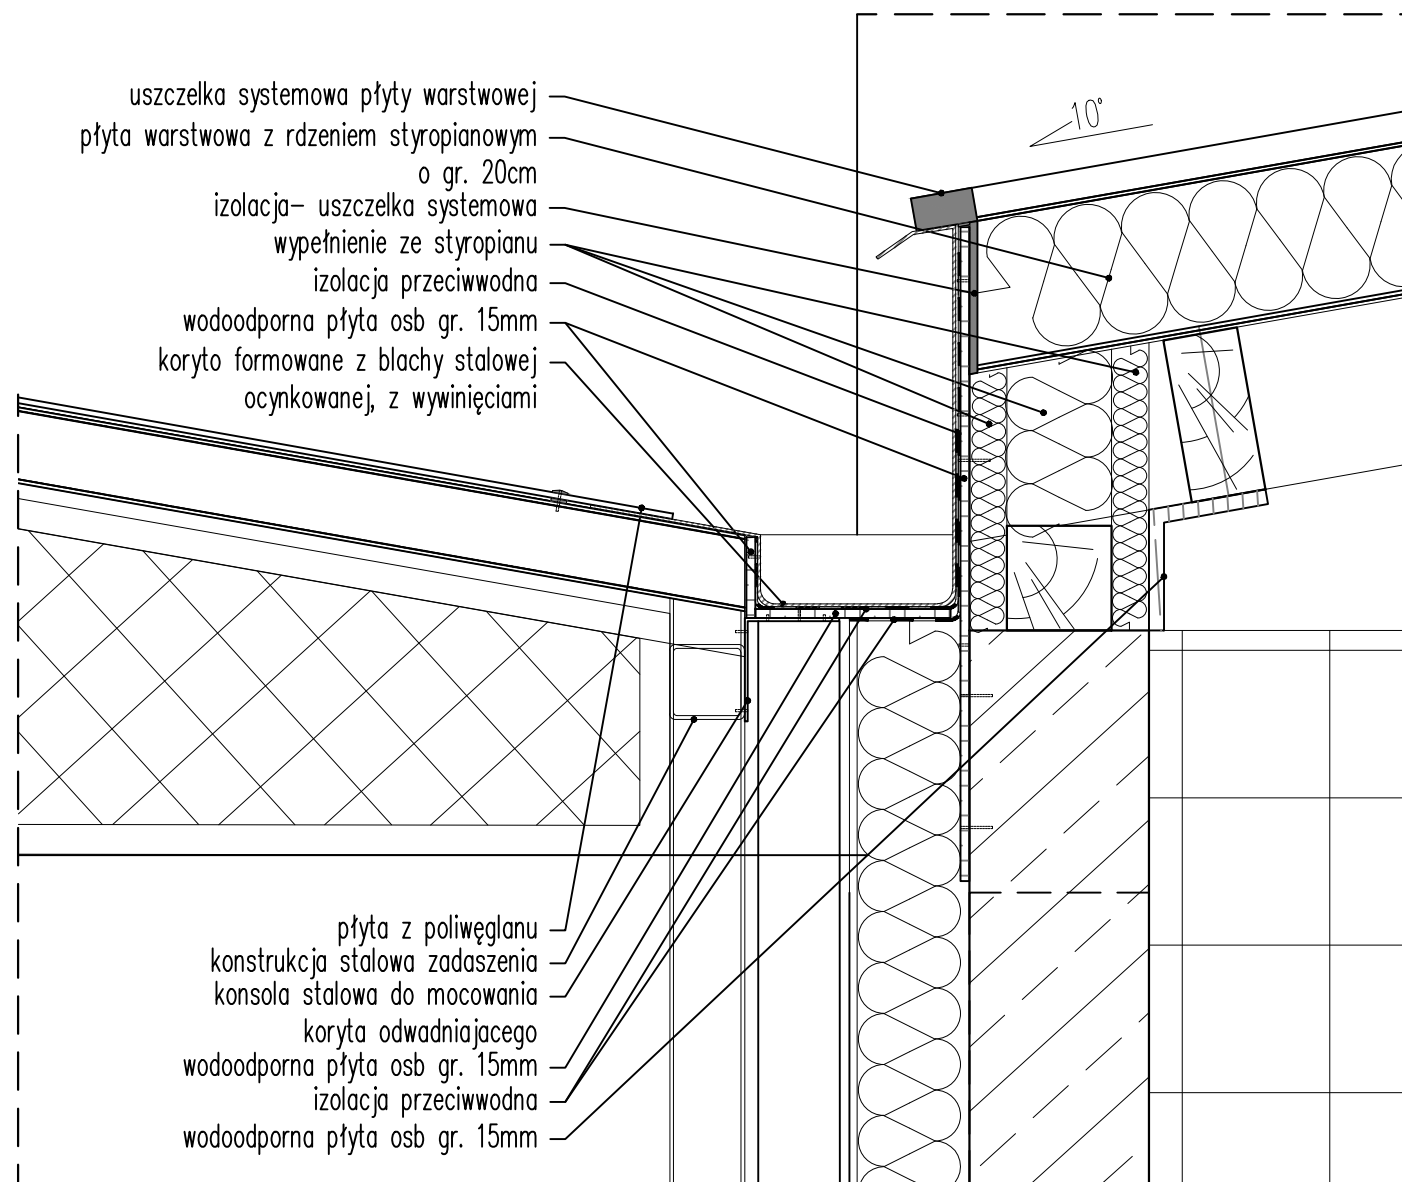 uszczelka systemowa płyty warstwowej
płyta warstwowa z rdzeniem styropianowym
o gr. 20cm
izolacja– uszczelka systemowa
wypełnienie ze styropianu
izolacja przeciwwodna
wodoodporna płyta osb gr. 15mm
koryto formowane z blachy stalowej
ocynkowanej, z wywinięciami
10°
płyta z poliwęglanu
konstrukcja stalowa zadaszenia
konsola stalowa do mocowania
koryta odwadniajacego
wodoodporna płyta osb gr. 15mm
izolacja przeciwwodna
wodoodporna płyta osb gr. 15mm